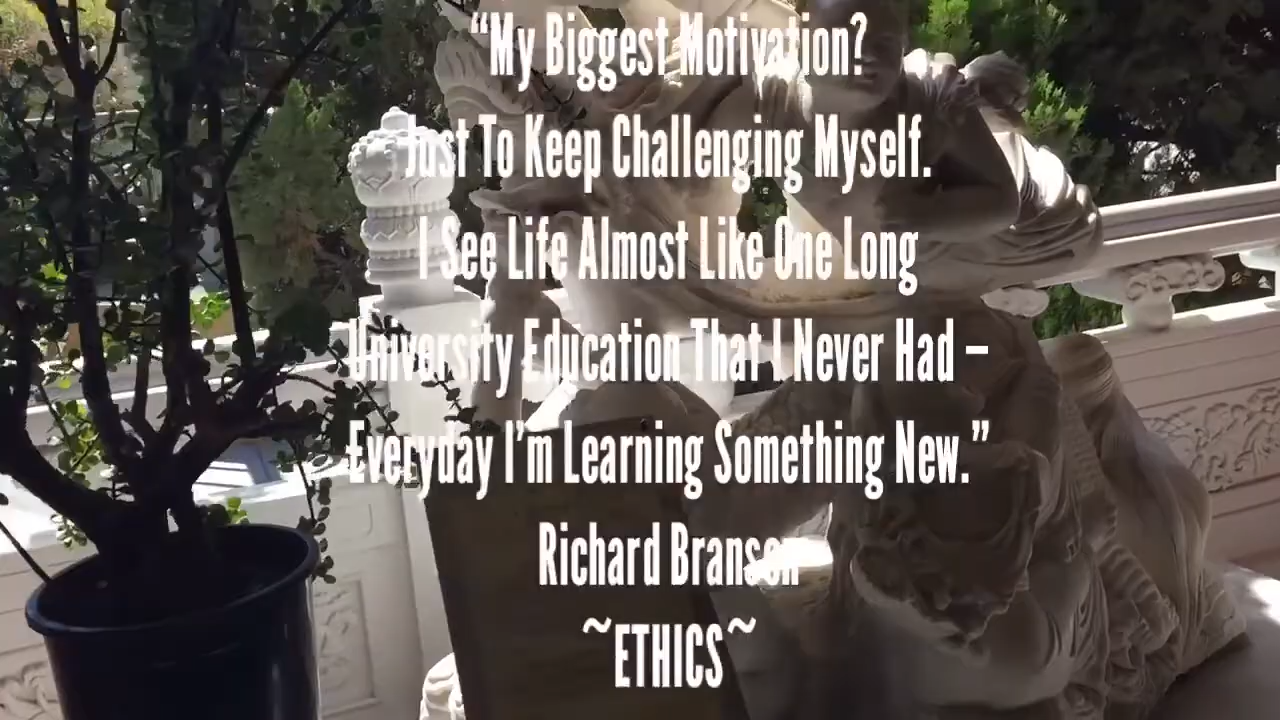 “My Biggest Motivation?
Just To Keep Challenging Myself.
I See Life Almost Like One Long
University Education That I Never Had –
Everyday I’m Learning Something New.”
Richard Branson
~ETHICS~